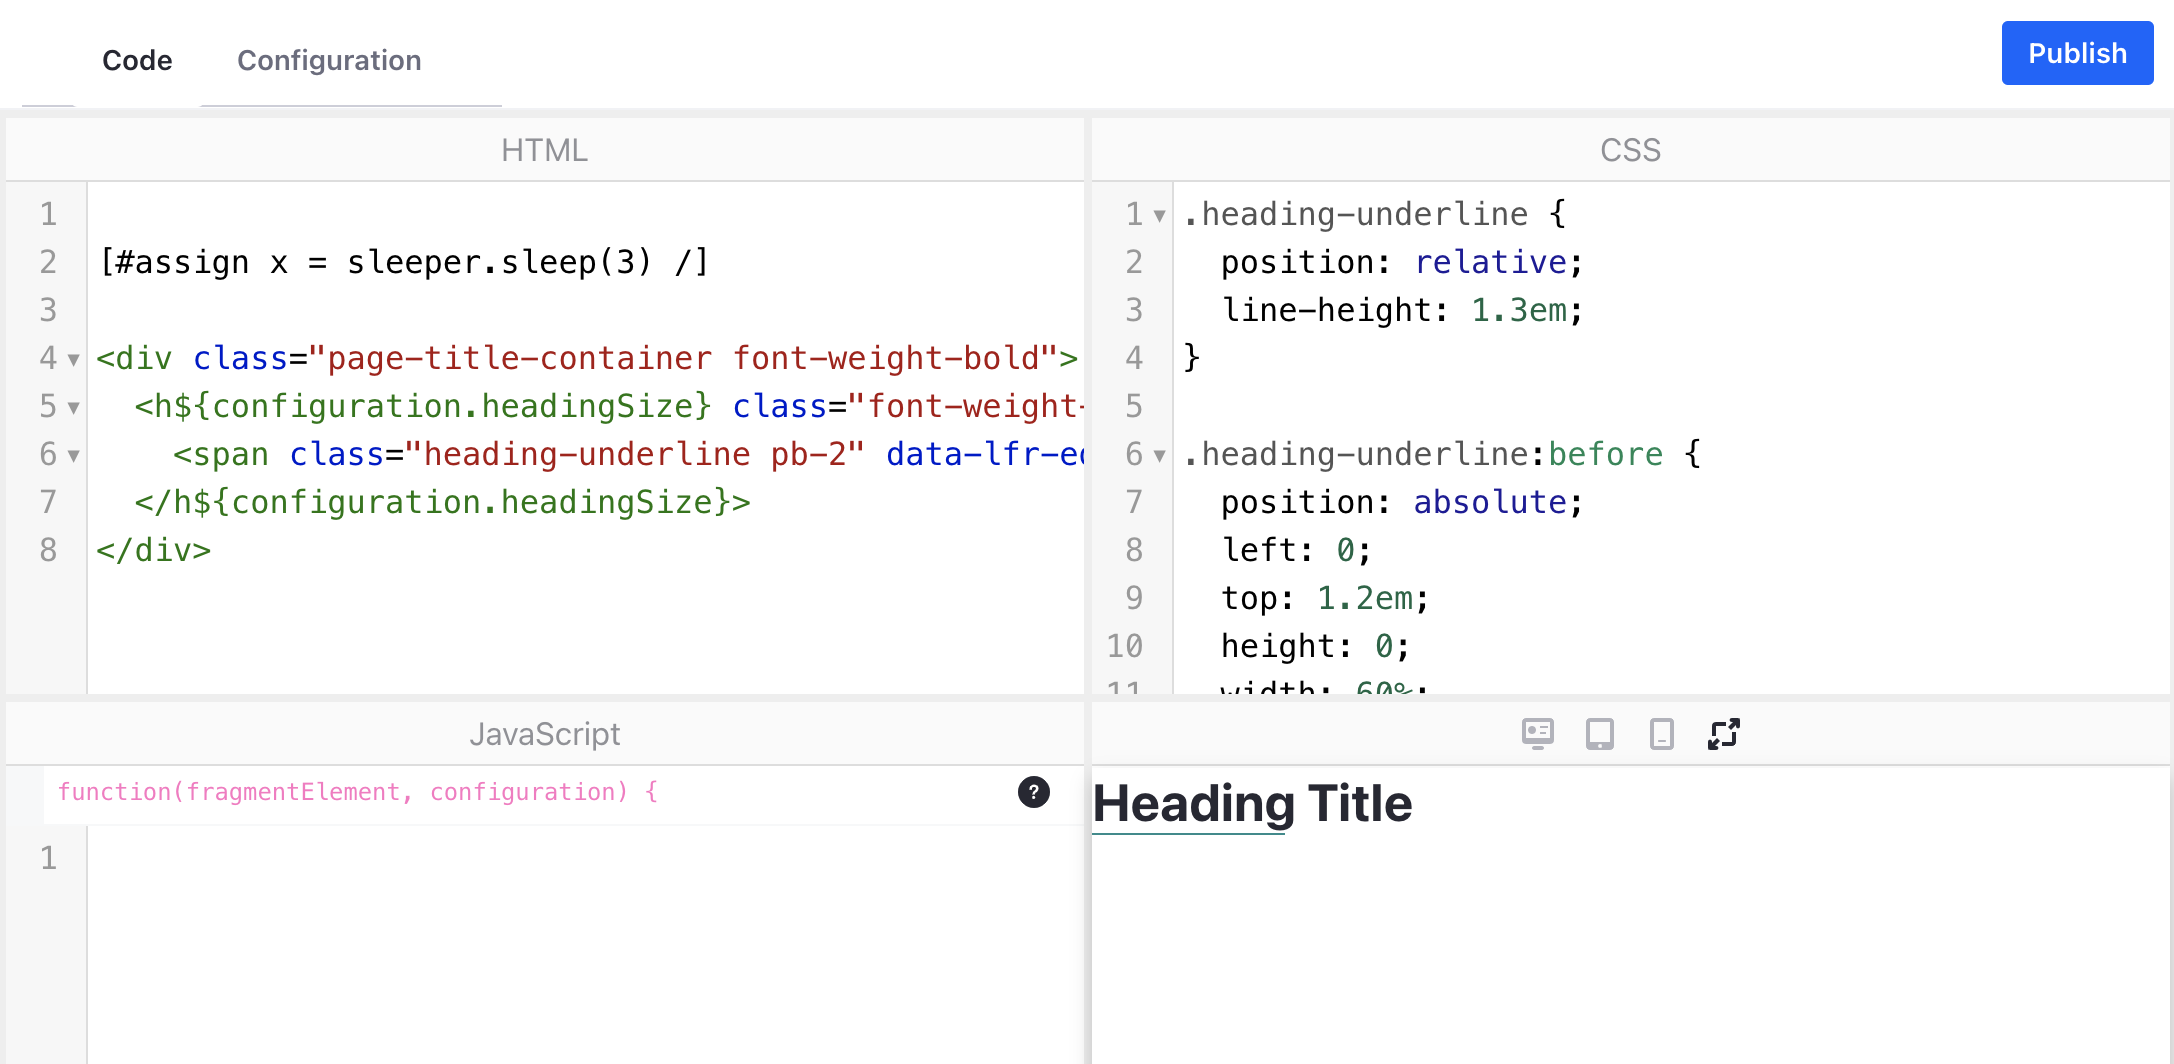 Code Configuration Publish
HTML
1
2 [#assign x = sleeper.sleep(3) /]
3
4 <div class="page-title-container font-weight-bold">
5 <h${configuration.headingSize} class="font-weight-
6 <span class="heading-underline pb-2" data-lfr-ed
7 </h${configuration.headingSize}>
8 </div>
CSS
1 .heading-underline {
2 position: relative;
3 line-height: 1.3em;
4 }
5
6 .heading-underline:before {
7 position: absolute;
8 left: 0;
9 top: 1.2em;
10 height: 0;
11 width: 60%;
JavaScript
function(fragmentElement, configuration) { ?
1
Heading Title